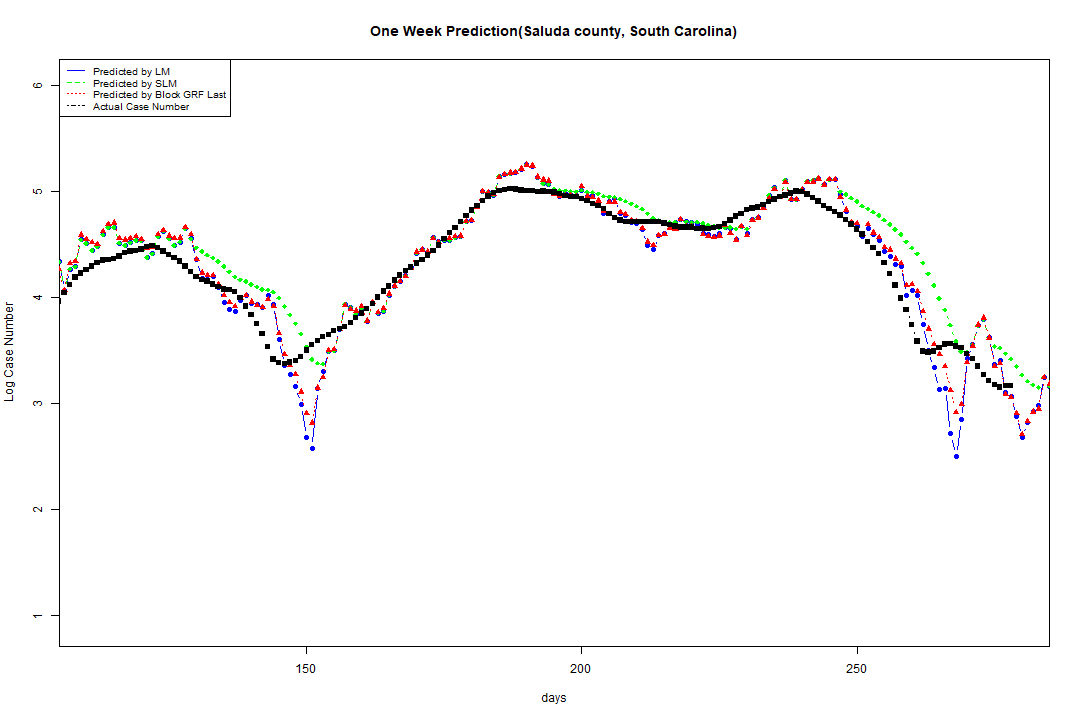 One Week Prediction(Saluda county, South Carolina)
Predicted by LM
Predicted by SLM
Predicted by Block GRF Last
Actual Case Number
6
5
4
3
2
1
Log Case Number
150
200
250
days